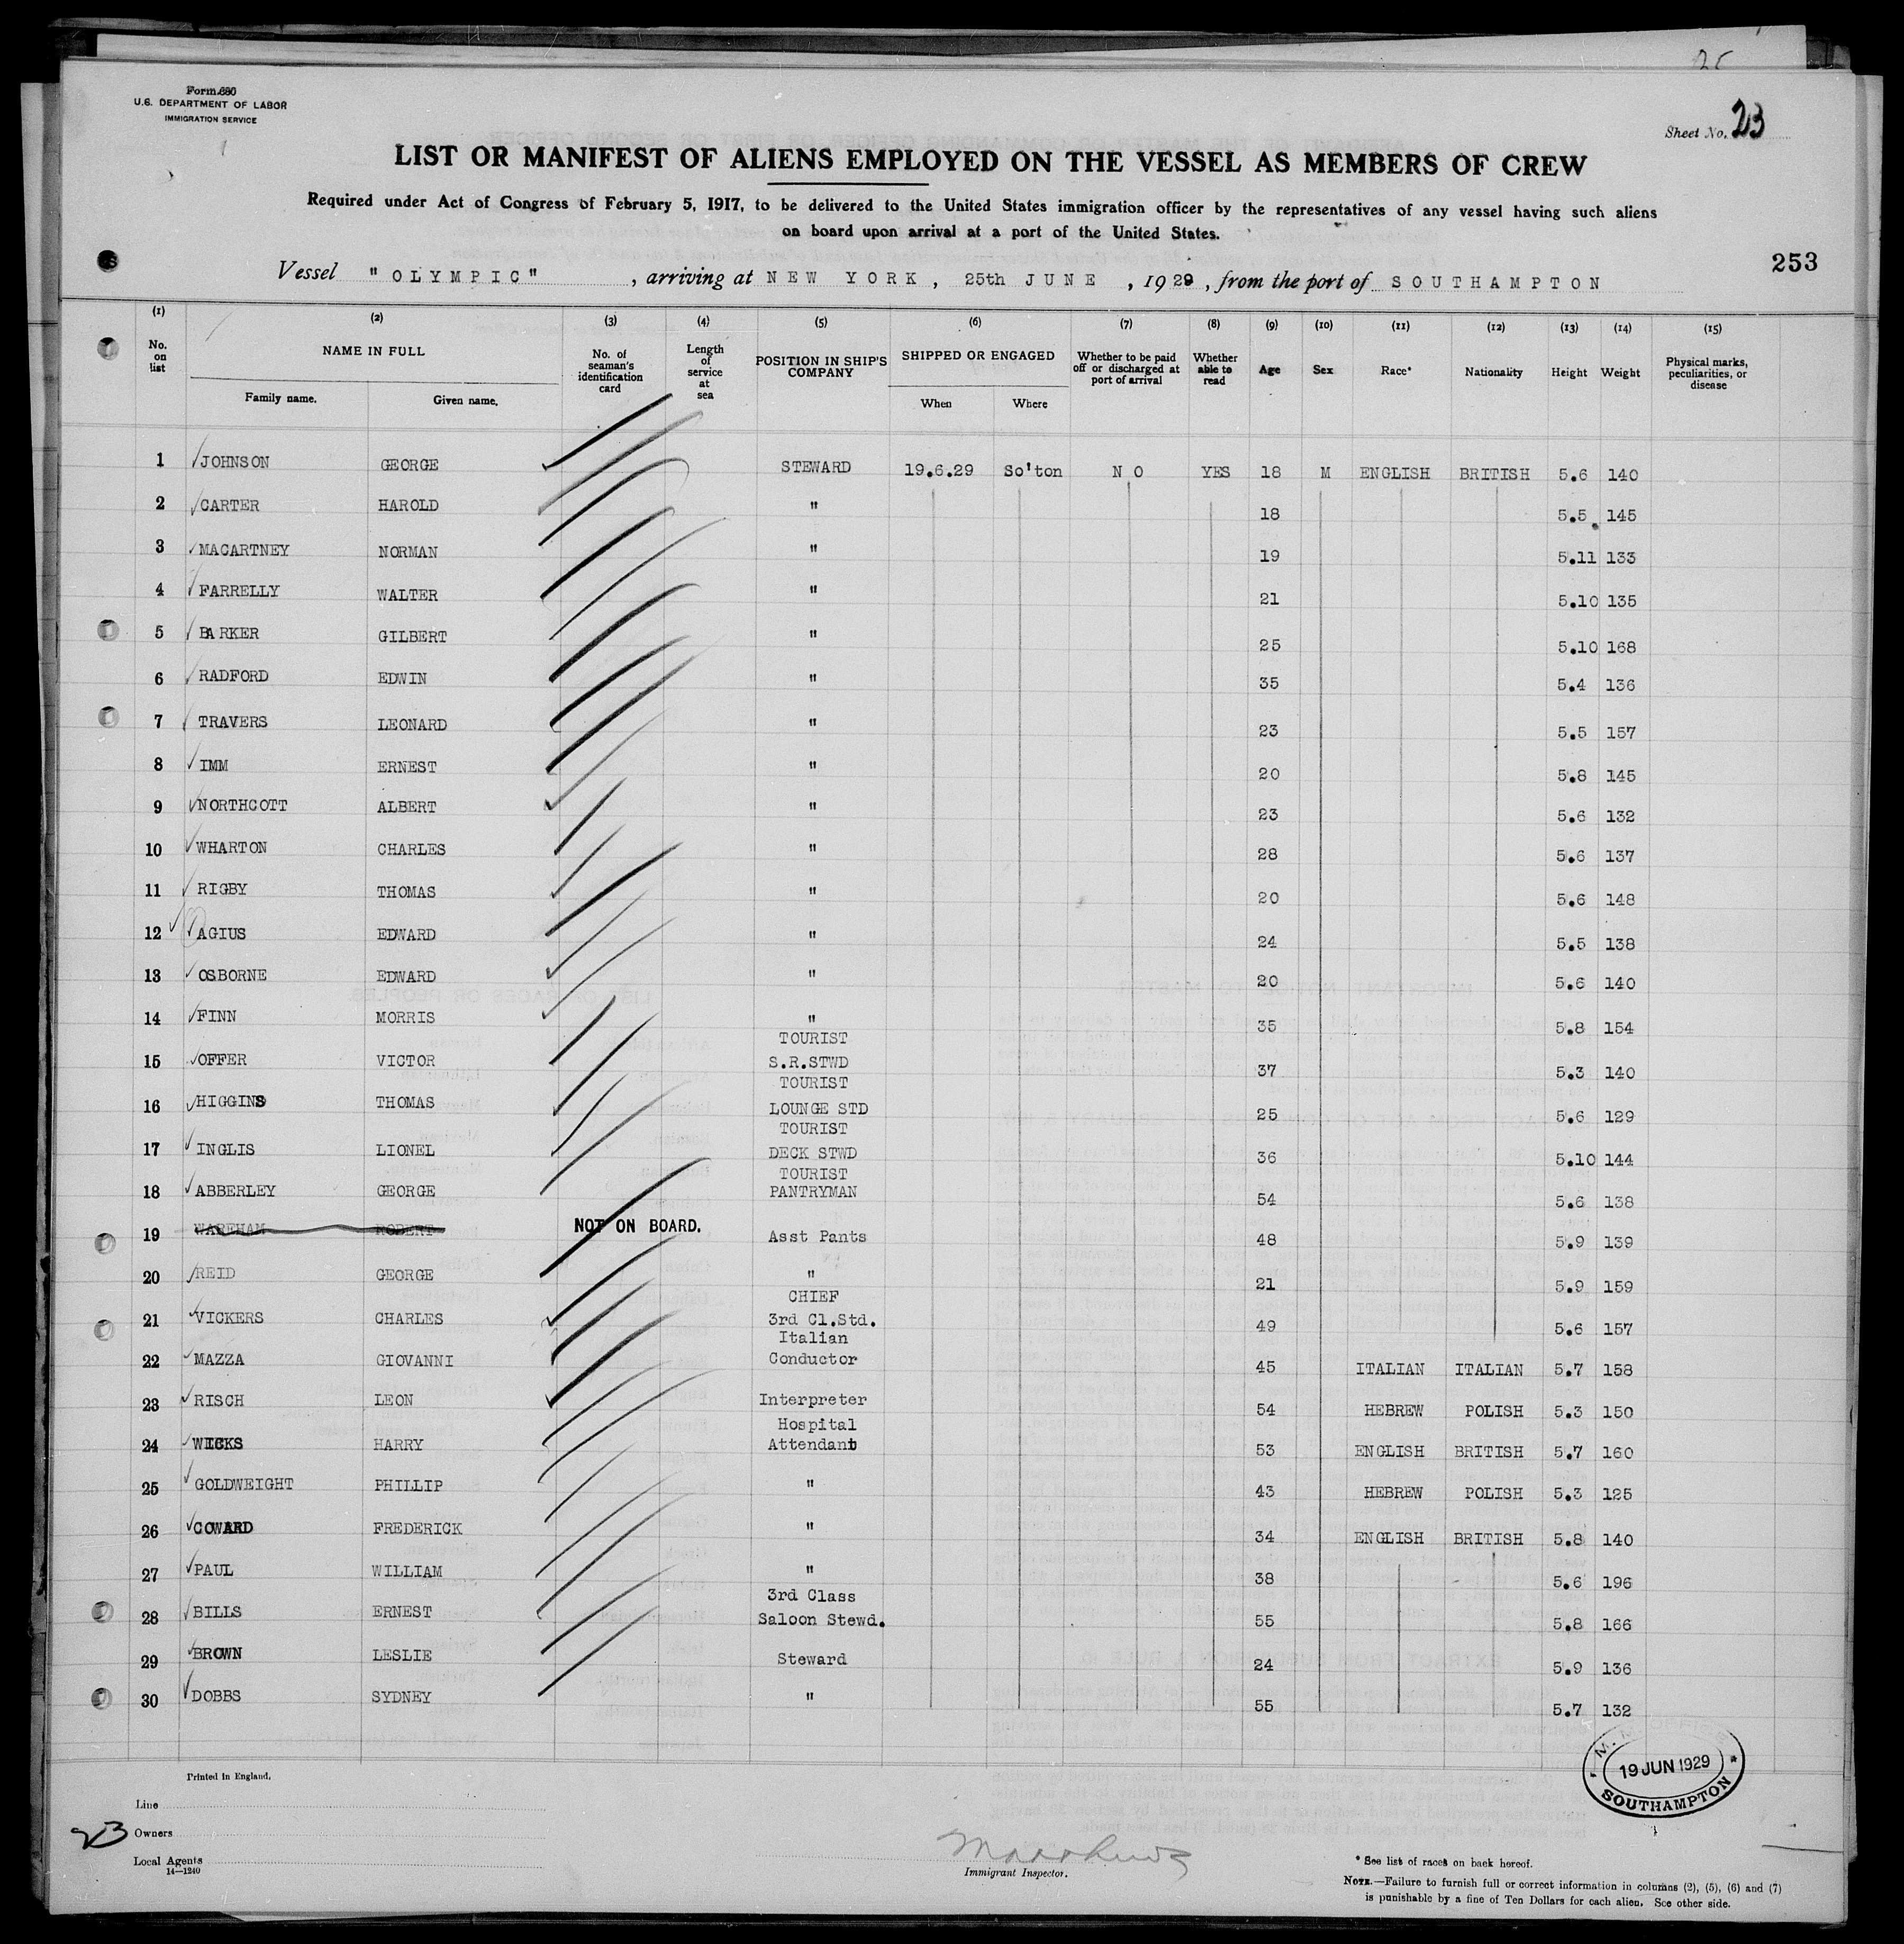 Form 680
U.S. DEPARTMENT OF LABOR
IMMIGRATION SERVICE
Sheet No. 23
LIST OR MANIFEST OF ALIENS EMPLOYED ON THE VESSEL AS MEMBERS OF CREW
Required under Act of Congress of February 5, 1917, to be delivered to the United States immigration officer by the representatives of any vessel having such aliens
on board upon arrival at a port of the United States.
253
Vessel "OLYMPIC", arriving at NEW YORK, 25th JUNE, 1929, from the port of SOUTHAMPTON
(1) (2) (3) (4) (5) (6) (7) (8) (9) (10) (11) (12) (13) (14) (15)
No. on list NAME IN FULL No. of seaman's identification card Length of service at sea POSITION IN SHIP'S COMPANY SHIPPED OR ENGAGED Whether to be paid off or discharged at port of arrival Whether able to read Age Sex Race* Nationality Height Weight Physical marks, peculiarities, or disease
Family name. Given name. When Where
1 JOHNSON GEORGE STEWARD 19.6.29 So'ton NO YES 18 M ENGLISH BRITISH 5.6 140
2 CARTER HAROLD " 18 5.5 145
3 MACARTNEY NORMAN " 19 5.11 133
4 FARRELLY WALTER " 21 5.10 135
5 BARKER GILBERT " 25 5.10 168
6 RADFORD EDWIN " 35 5.4 136
7 TRAVERS LEONARD " 23 5.5 157
8 IMM ERNEST " 20 5.8 145
9 NORTHCOTT ALBERT " 23 5.6 132
10 WHARTON CHARLES " 28 5.6 137
11 RIGBY THOMAS " 20 5.6 148
12 AGIUS EDWARD " 24 5.5 138
13 OSBORNE EDWARD " 20 5.6 140
14 FINN MORRIS " 35 5.8 154
15 OFFER VICTOR TOURIST S.R.STWD 37 5.3 140
16 HIGGINS THOMAS TOURIST LOUNGE STD 25 5.6 129
17 INGLIS LIONEL TOURIST DECK STWD 36 5.10 144
18 ABBERLEY GEORGE TOURIST PANTRYMAN 54 5.6 138
19 WAREHAM ROBERT NOT ON BOARD. Asst Pants 48 5.9 139
20 REID GEORGE " 21 5.9 159
21 VICKERS CHARLES CHIEF 3rd Cl.Std. 49 5.6 157
22 MAZZA GIOVANNI Italian Conductor 45 ITALIAN ITALIAN 5.7 158
23 RISCH LEON Interpreter 54 HEBREW POLISH 5.3 150
24 WICKS HARRY Hospital Attendant 53 ENGLISH BRITISH 5.7 160
25 GOLDWEIGHT PHILLIP " 43 HEBREW POLISH 5.3 125
26 COWARD FREDERICK " 34 ENGLISH BRITISH 5.8 140
27 PAUL WILLIAM " 38 5.6 196
28 BILLS ERNEST 3rd Class Saloon Stewd. 55 5.8 166
29 BROWN LESLIE Steward 24 5.9 136
30 DOBBS SYDNEY " 55 5.7 132
19 JUN 1929
SOUTHAMPTON
Printed in England.
Line
23 Owners
Local Agents
14—1240
Immigrant Inspector.
* See list of races on back hereof.
NOTE.—Failure to furnish full or correct information in columns (2), (5), (6) and (7)
is punishable by a fine of Ten Dollars for each alien. See other side.